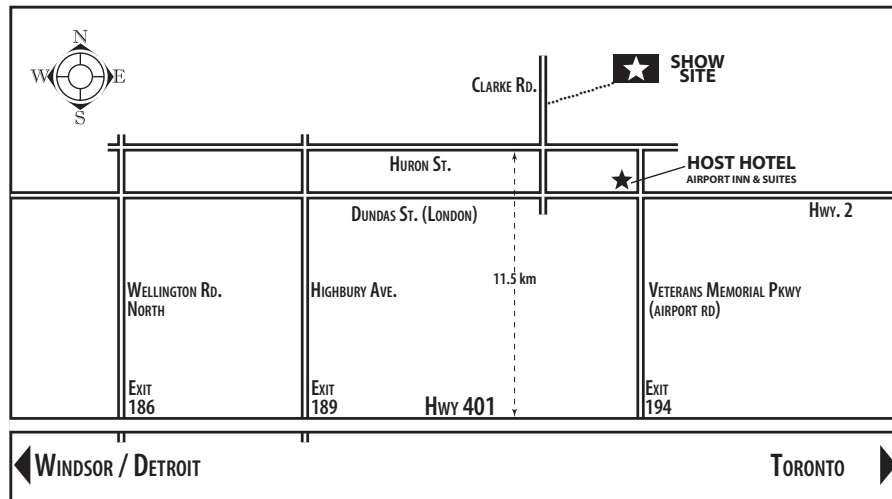 N
W E
S
CLARKE RD.
SHOW
SITE
HURON ST.
HOST HOTEL
AIRPORT INN & SUITES
DUNDAS ST. (LONDON)
HWY. 2
11.5 km
WELLINGTON RD.
NORTH
HIGHBURY AVE.
VETERANS MEMORIAL PKWY
(AIRPORT RD)
EXIT
186
EXIT
189
HWY 401
EXIT
194
WINDSOR / DETROIT
TORONTO